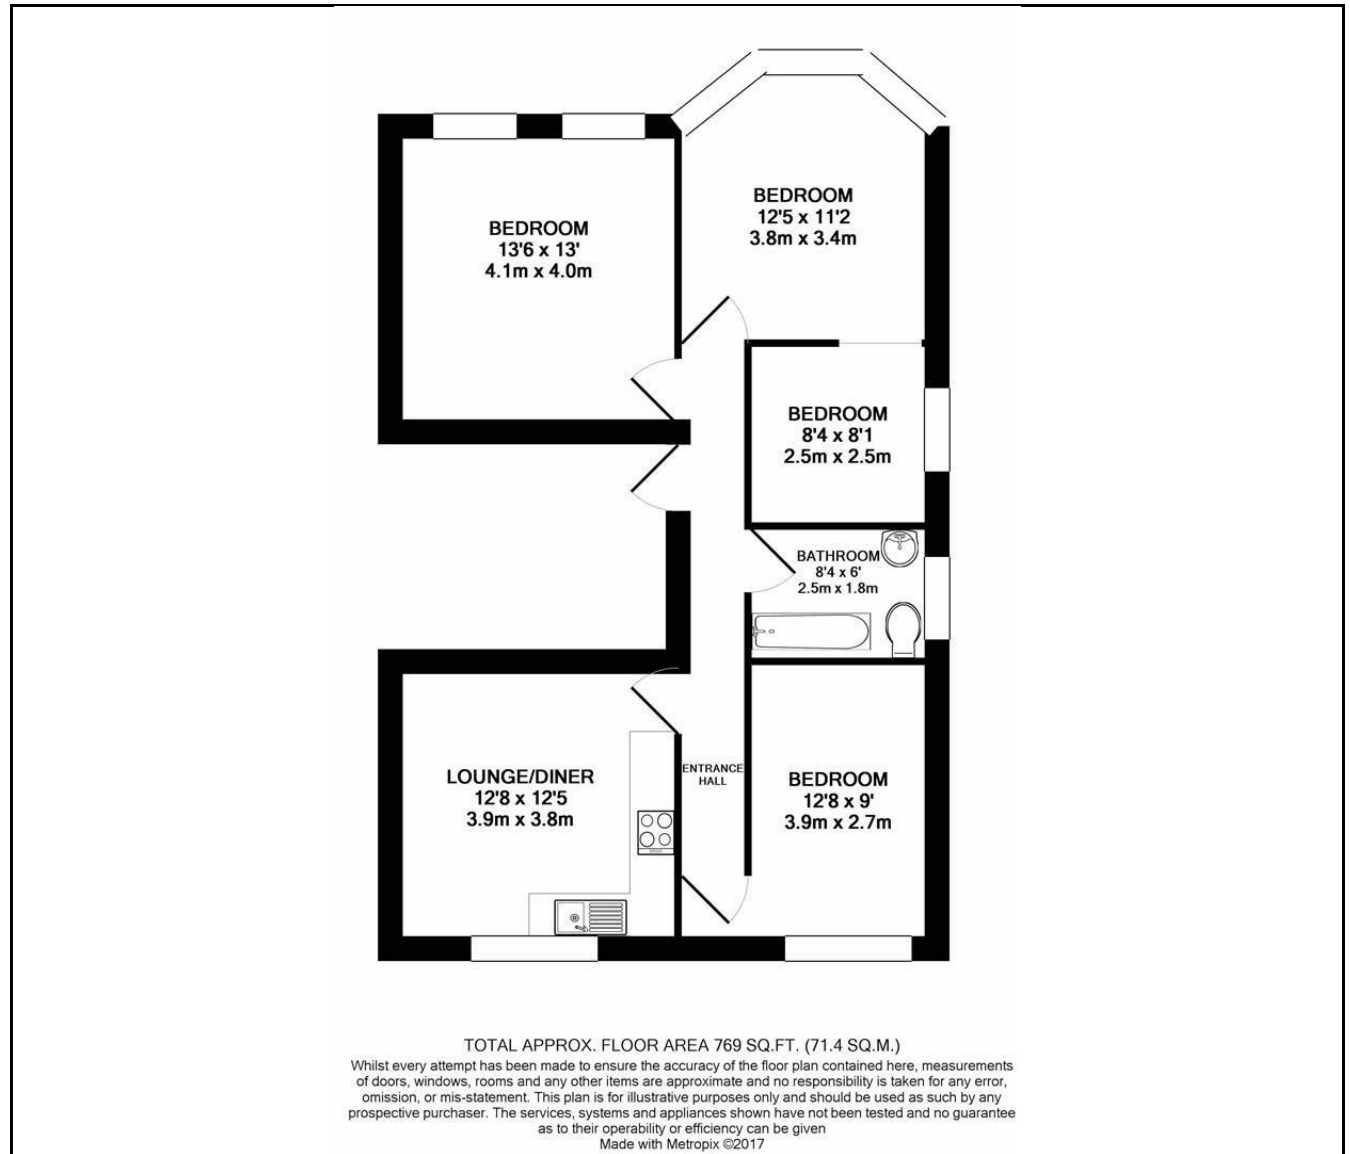 BEDROOM
12'5 x 11'2
3.8m x 3.4m
BEDROOM
13'6 x 13'
4.1m x 4.0m
BEDROOM
8'4 x 8'1
2.5m x 2.5m
BATHROOM
8'4 x 6'
2.5m x 1.8m
LOUNGE/DINER
12'8 x 12'5
3.9m x 3.8m
ENTRANCE
HALL
BEDROOM
12'8 x 9'
3.9m x 2.7m
TOTAL APPROX. FLOOR AREA 769 SQ.FT. (71.4 SQ.M.)
Whilst every attempt has been made to ensure the accuracy of the floor plan contained here, measurements
of doors, windows, rooms and any other items are approximate and no responsibility is taken for any error,
omission, or mis-statement. This plan is for illustrative purposes only and should be used as such by any
prospective purchaser. The services, systems and appliances shown have not been tested and no guarantee
as to their operability or efficiency can be given
Made with Metropix ©2017